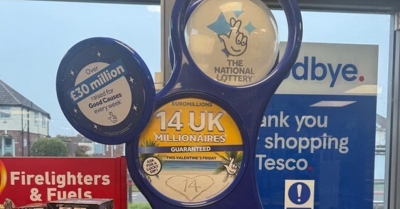 THE
NATIONAL
LOTTERY
Over
£30 million
raised for
Good Causes
every week
EUROMILLIONS
14 UK
MILLIONAIRES
GUARANTEED
THIS VALENTINE'S FRIDAY
14
odbye.
ank you
shopping
Tesco
Firelighters
& Fuels